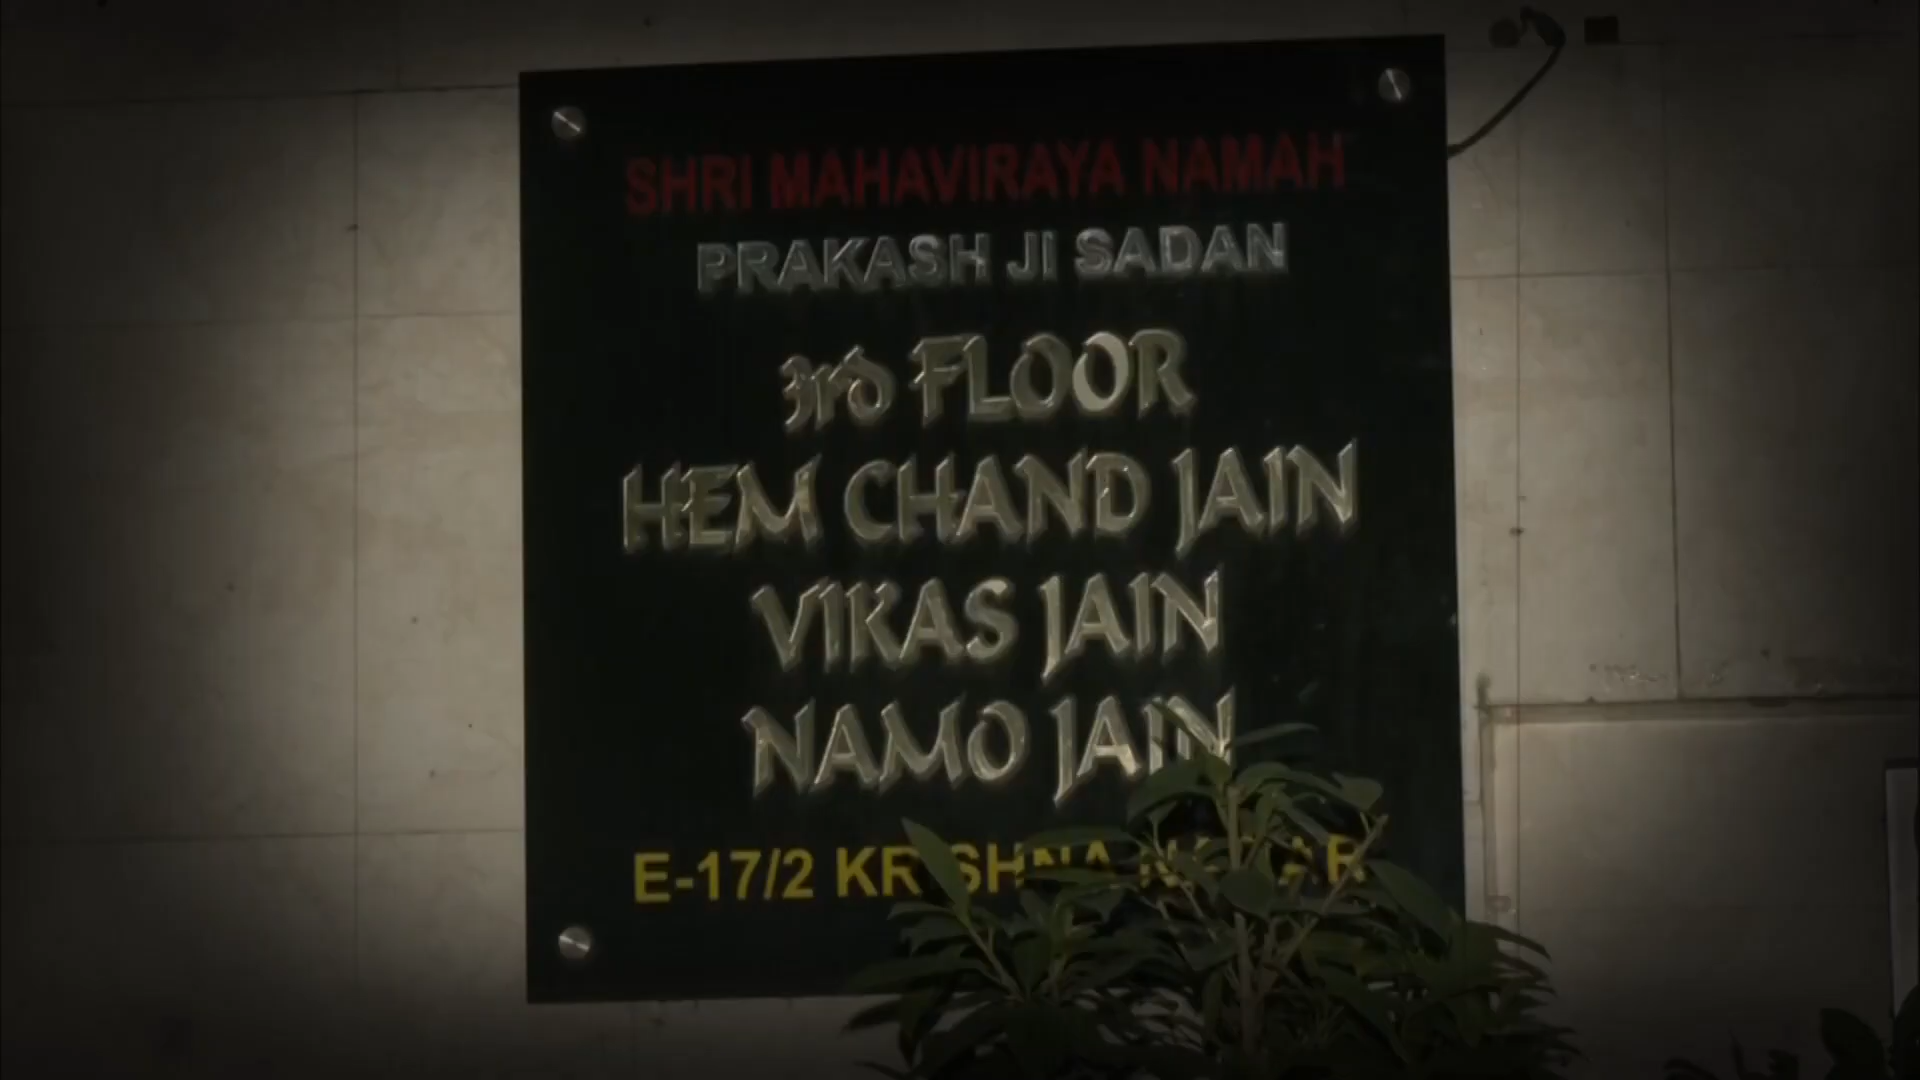 SHRI MAHAVIRAYA NAMAH
PRAKASH JI SADAN
3rd FLOOR
HEM CHAND JAIN
VIKAS JAIN
NAMO JAIN
E-17/2 KRISHNA NAGAR